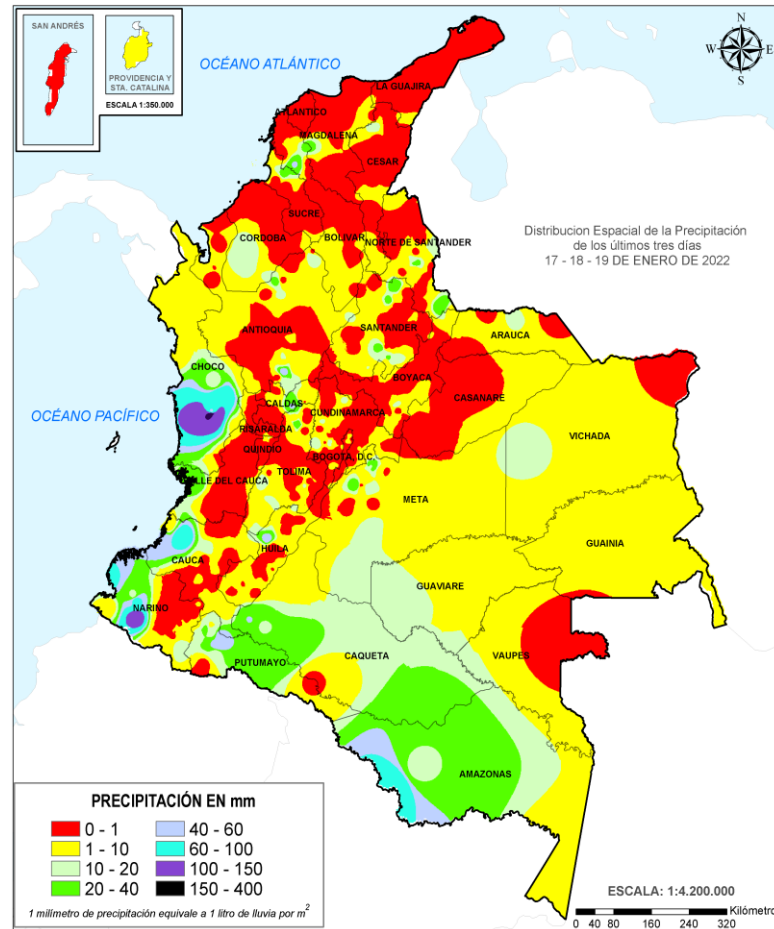 SAN ANDRÉS
PROVIDENCIA Y
STA. CATALINA
ESCALA 1:350.000
OCÉANO ATLÁNTICO
N
W
E
S
LA GUAJIRA
ATLANTICO
MAGDALENA
CESAR
SUCRE
CORDOBA
BOLIVAR
NORTE DE SANTANDER
Distribucion Espacial de la Precipitación
de los últimos tres días
17 - 18 - 19 DE ENERO DE 2022
ANTIOQUIA
SANTANDER
ARAUCA
CHOCO
BOYACA
CASANARE
OCÉANO PACÍFICO
CALDAS
CUNDINAMARCA
RISARALDA
VICHADA
QUINDIO
BOGOTA, D.C.
TOLIMA
VALLE DEL CAUCA
META
HUILA
GUAINIA
CAUCA
GUAVIARE
NARIÑO
CAQUETA
VAUPES
PUTUMAYO
AMAZONAS
PRECIPITACIÓN EN mm
0 - 1
40 - 60
1 - 10
60 - 100
10 - 20
100 - 150
20 - 40
150 - 400
1 milímetro de precipitación equivale a 1 litro de lluvia por m²
ESCALA: 1:4.200.000
Kilómetro
0 40 80 160 240 320